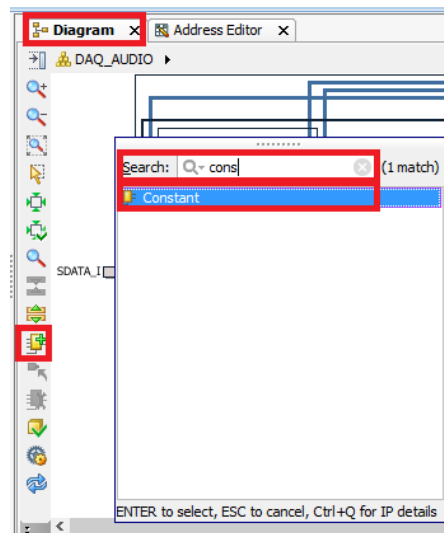 Diagram × Address Editor ×
DAQ_AUDIO
Search: cons (1 match)
Constant
SDATA_I
ENTER to select, ESC to cancel, Ctrl+Q for IP details